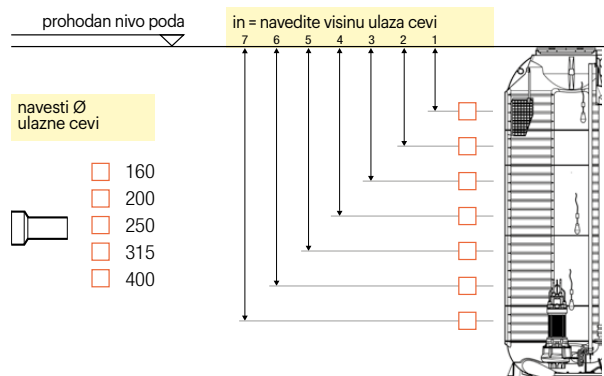 prohodan nivo poda
in = navedite visinu ulaza cevi
7 6 5 4 3 2 1
navesti Ø
ulazne cevi
160
200
250
315
400